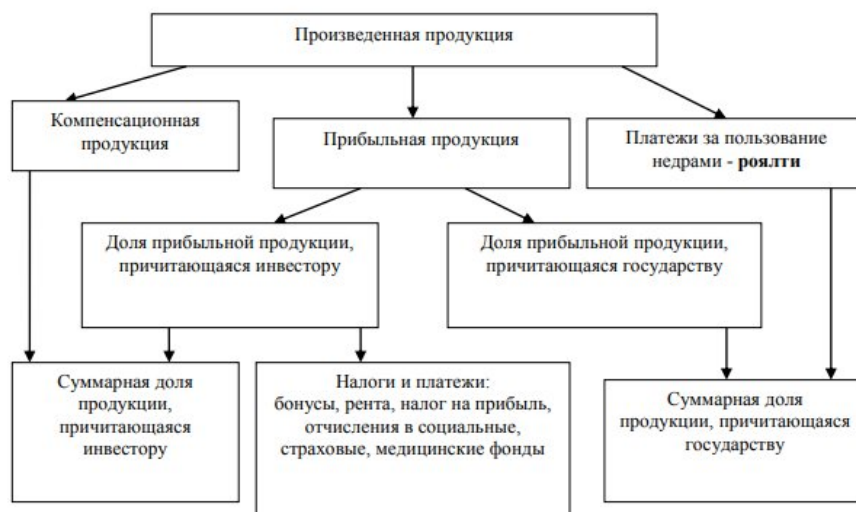 Произведенная продукция
Компенсационная
продукция
Прибыльная продукция
Платежи за пользование
недрами - роялти
Доля прибыльной продукции,
причитающаяся инвестору
Доля прибыльной продукции,
причитающаяся государству
Суммарная доля
продукции,
причитающаяся
инвестору
Налоги и платежи:
бонусы, рента, налог на прибыль,
отчисления в социальные,
страховые, медицинские фонды
Суммарная доля
продукции, причитающаяся
государству